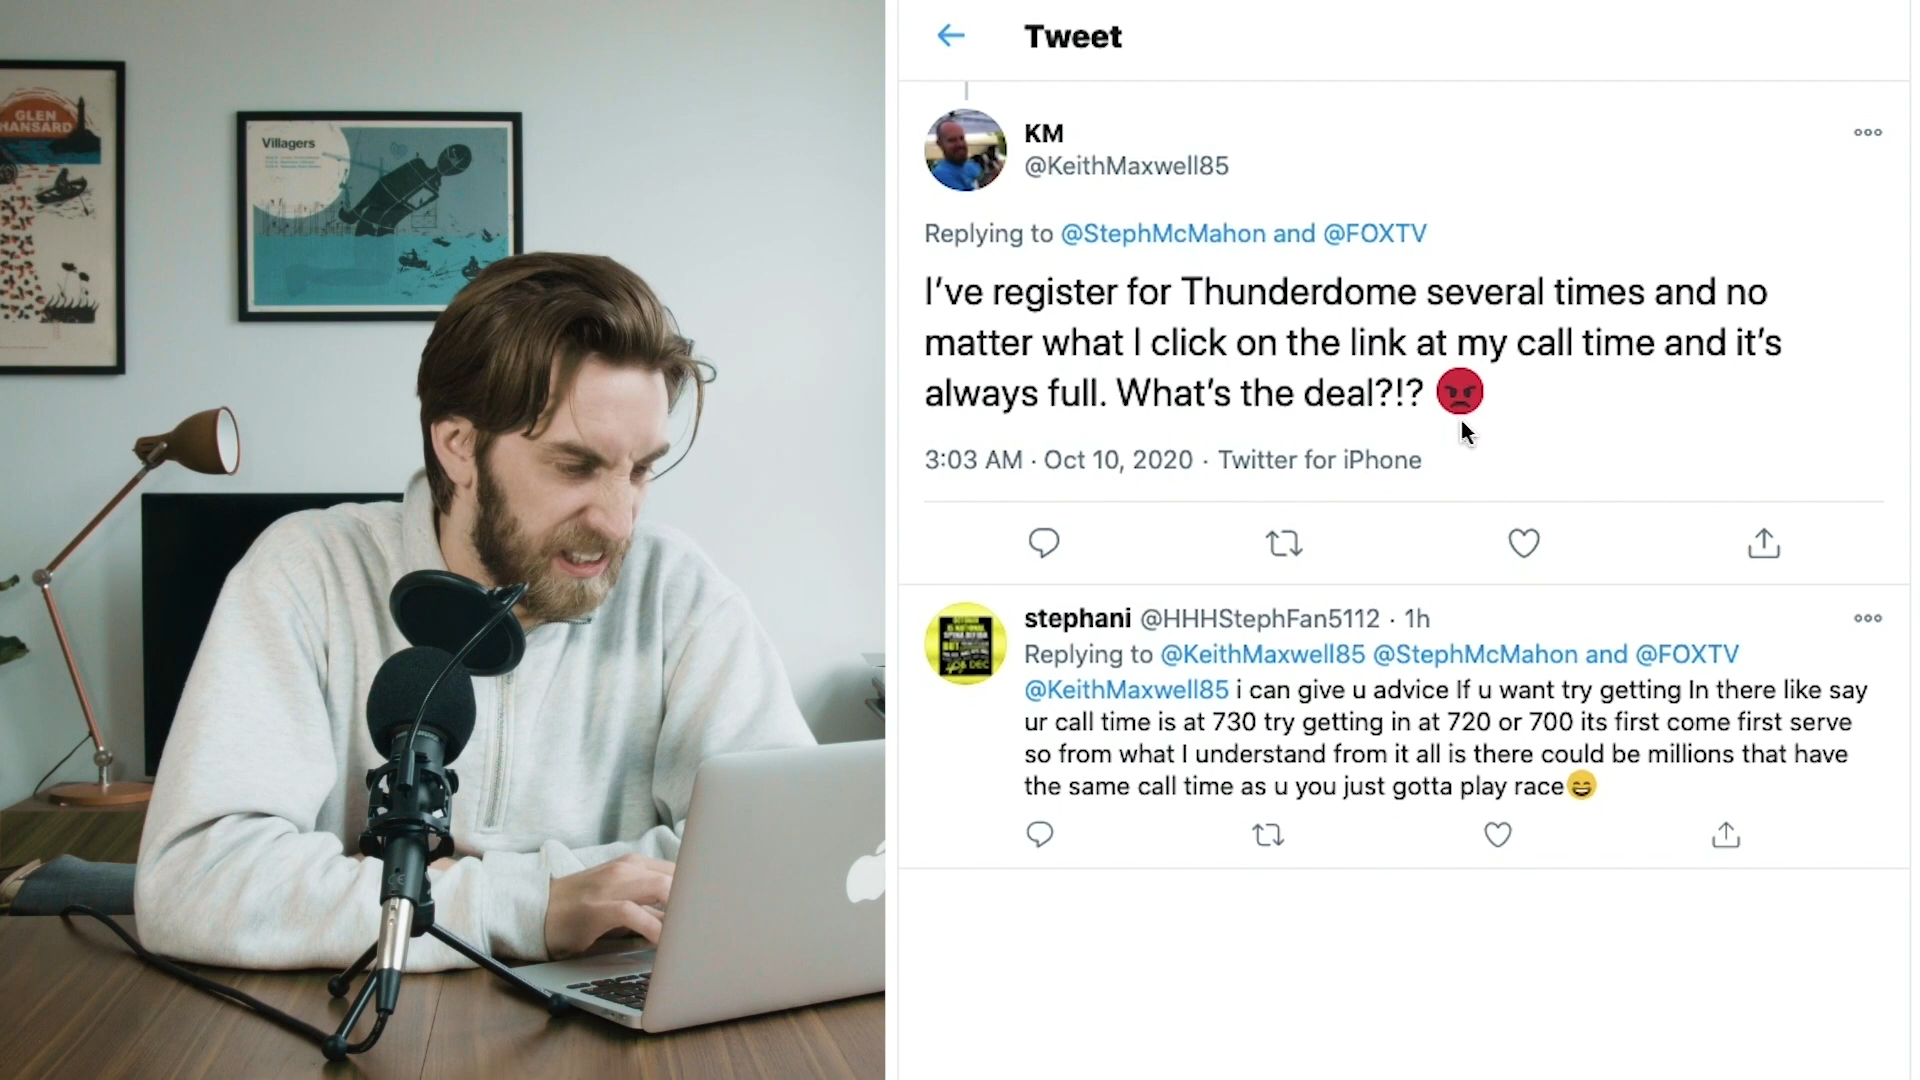 GLEN
HANSARD
Villagers
Tweet
KM
@KeithMaxwell85
Replying to @StephMcMahon and @FOXTV
I’ve register for Thunderdome several times and no
matter what I click on the link at my call time and it’s
always full. What’s the deal?!? 😡
3:03 AM · Oct 10, 2020 · Twitter for iPhone
stephani @HHHStephFan5112 · 1h
Replying to @KeithMaxwell85 @StephMcMahon and @FOXTV
@KeithMaxwell85 i can give u advice If u want try getting In there like say
ur call time is at 730 try getting in at 720 or 700 its first come first serve
so from what I understand from it all is there could be millions that have
the same call time as u you just gotta play race😄